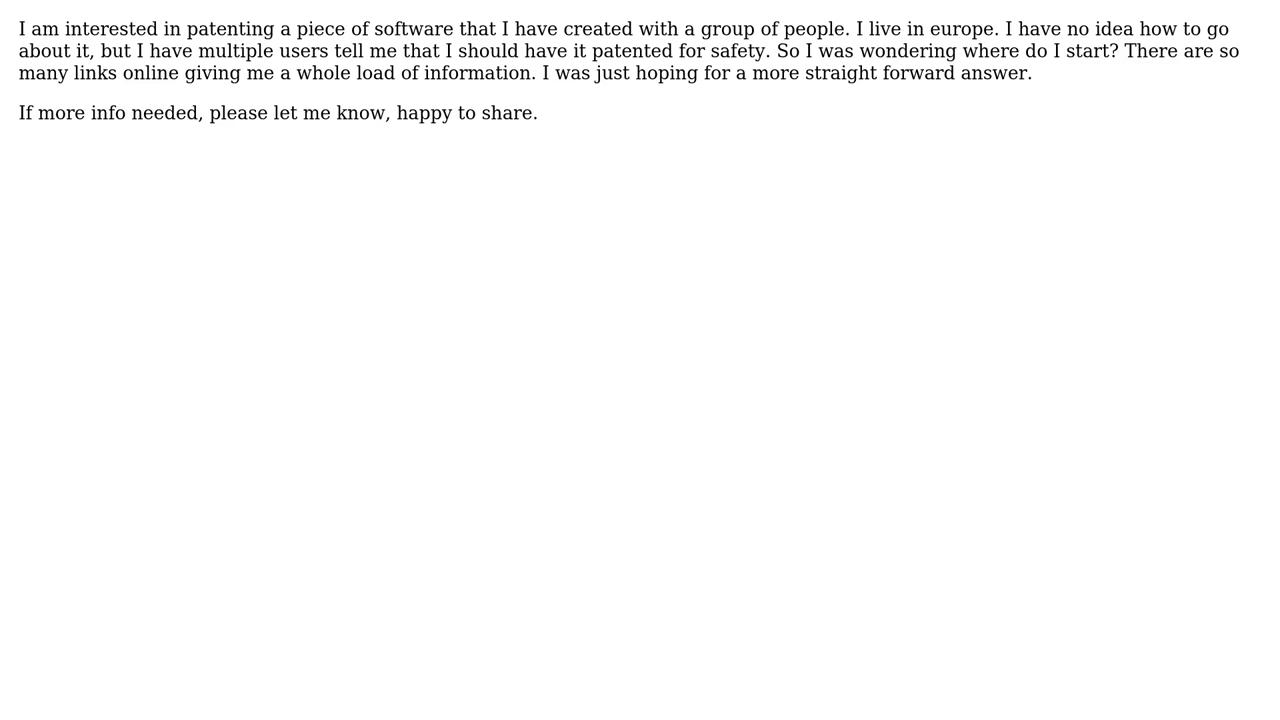 I am interested in patenting a piece of software that I have created with a group of people. I live in europe. I have no idea how to go
about it, but I have multiple users tell me that I should have it patented for safety. So I was wondering where do I start? There are so
many links online giving me a whole load of information. I was just hoping for a more straight forward answer.
If more info needed, please let me know, happy to share.